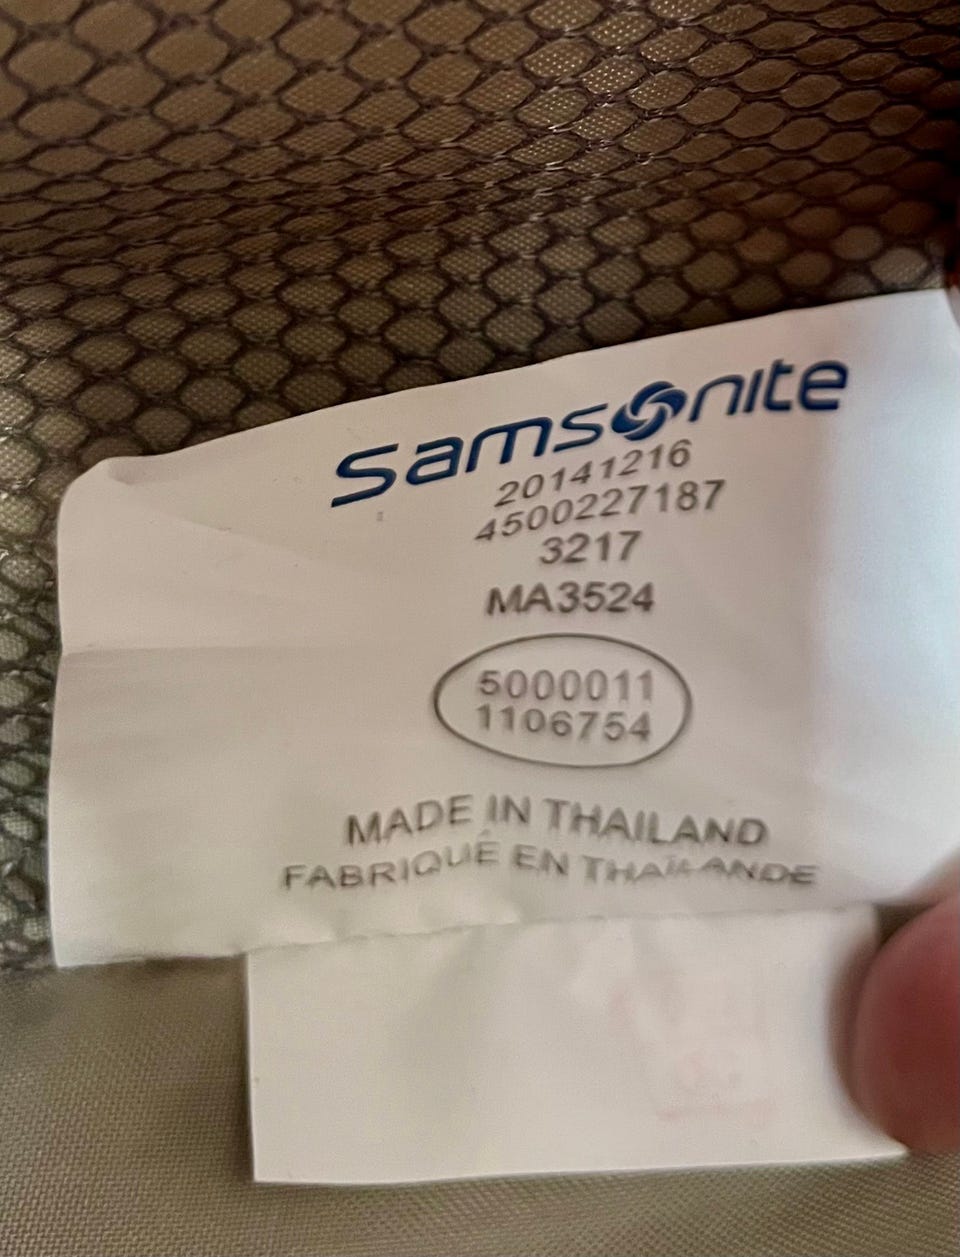 Samsonite
20141216
4500227187
3217
MA3524
5000011
1106754
MADE IN THAILAND
FABRIQUÉ EN THAÏLANDE